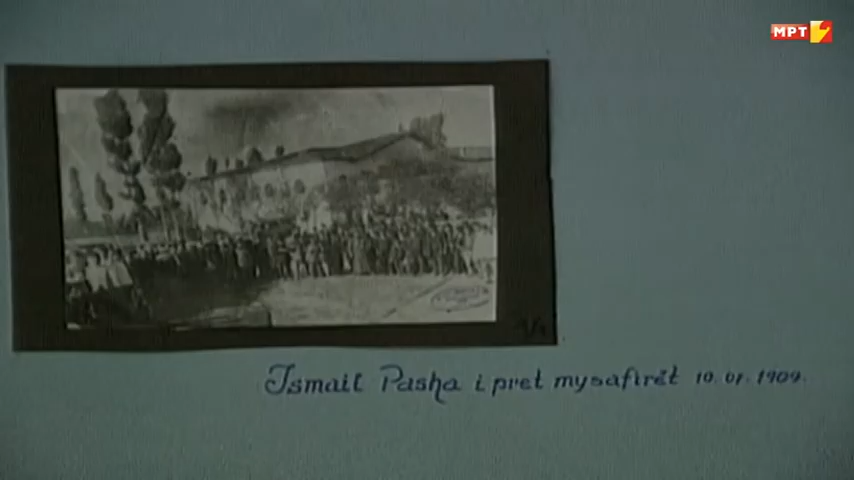 МРТ
Ismail Pasha i pret mysafirët 10.01.1909.